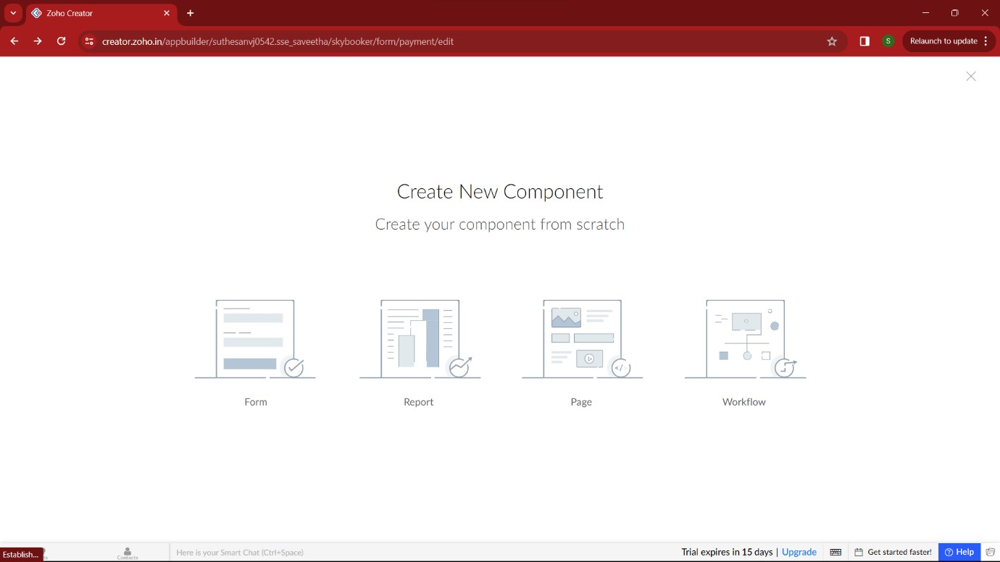 Zoho Creator
creator.zoho.in/appbuilder/suthesanvj0542.sse_saveetha/skybooker/form/payment/edit
S
Relaunch to update
Create New Component
Create your component from scratch
Form
Report
Page
Workflow
Establish...
Contacts
Here is your Smart Chat (Ctrl+Space)
Trial expires in 15 days | Upgrade
Get started faster!
Help